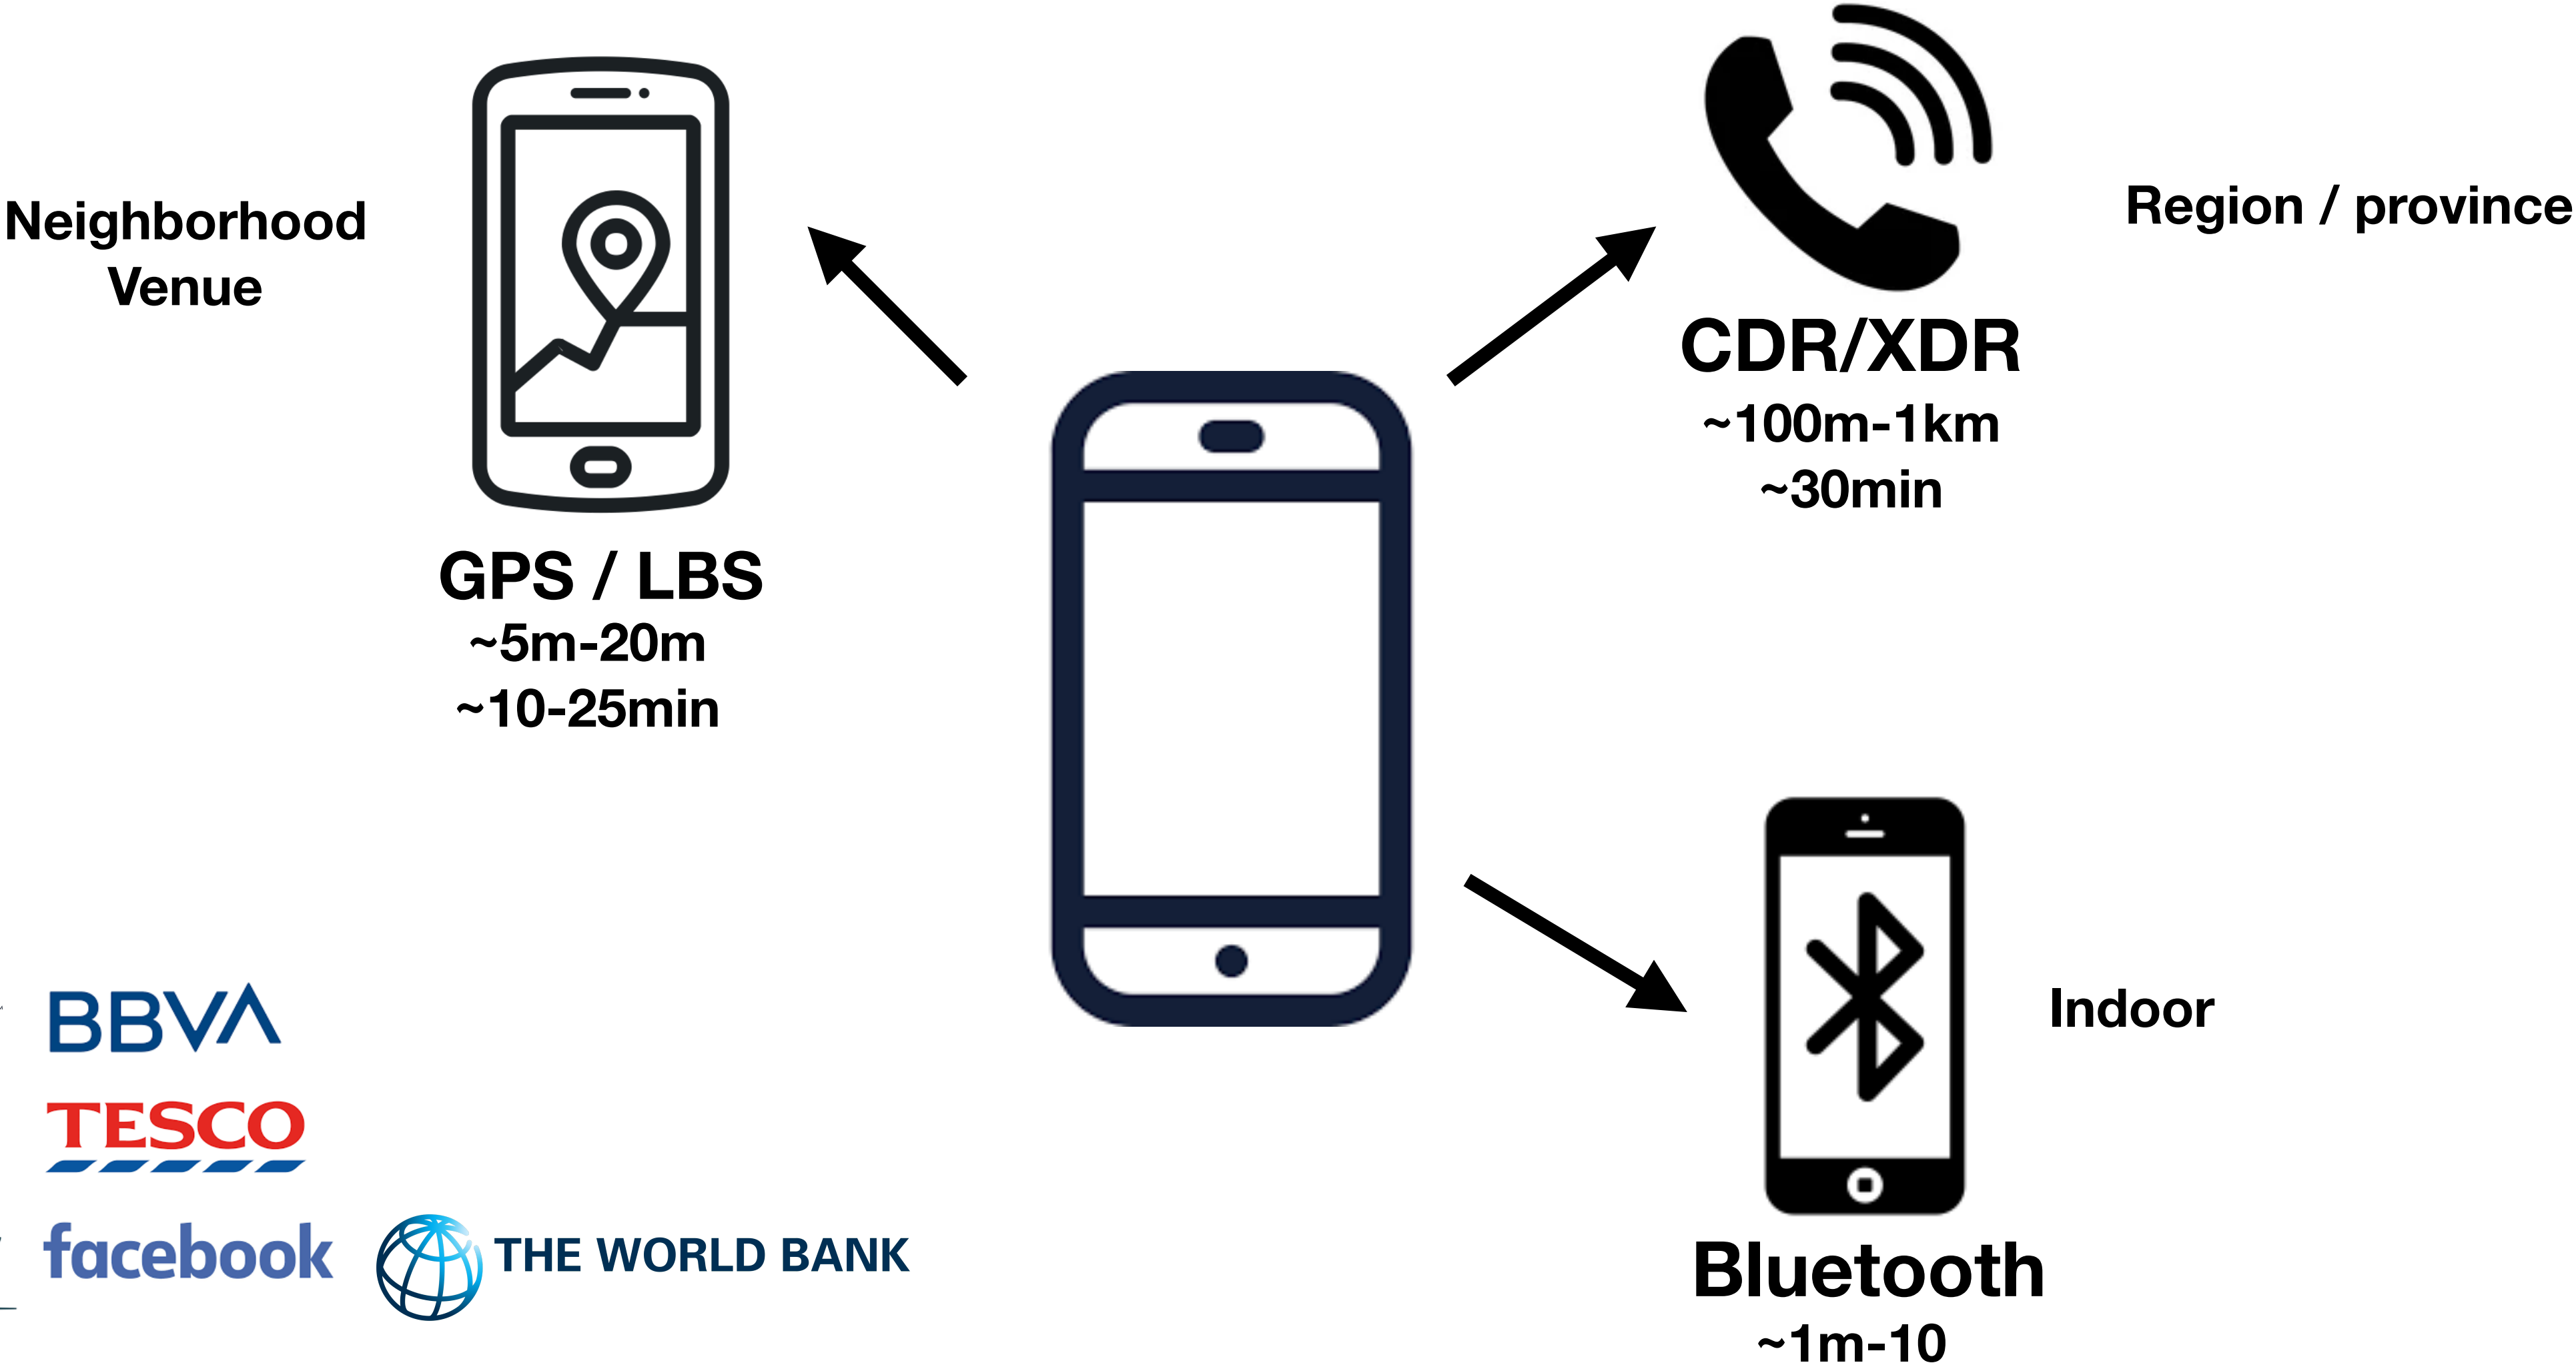 Neighborhood
Venue
GPS / LBS
~5m-20m
~10-25min
CDR/XDR
~100m-1km
~30min
Region / province
Bluetooth
~1m-10
Indoor
BBVA
TESCO
facebook
THE WORLD BANK